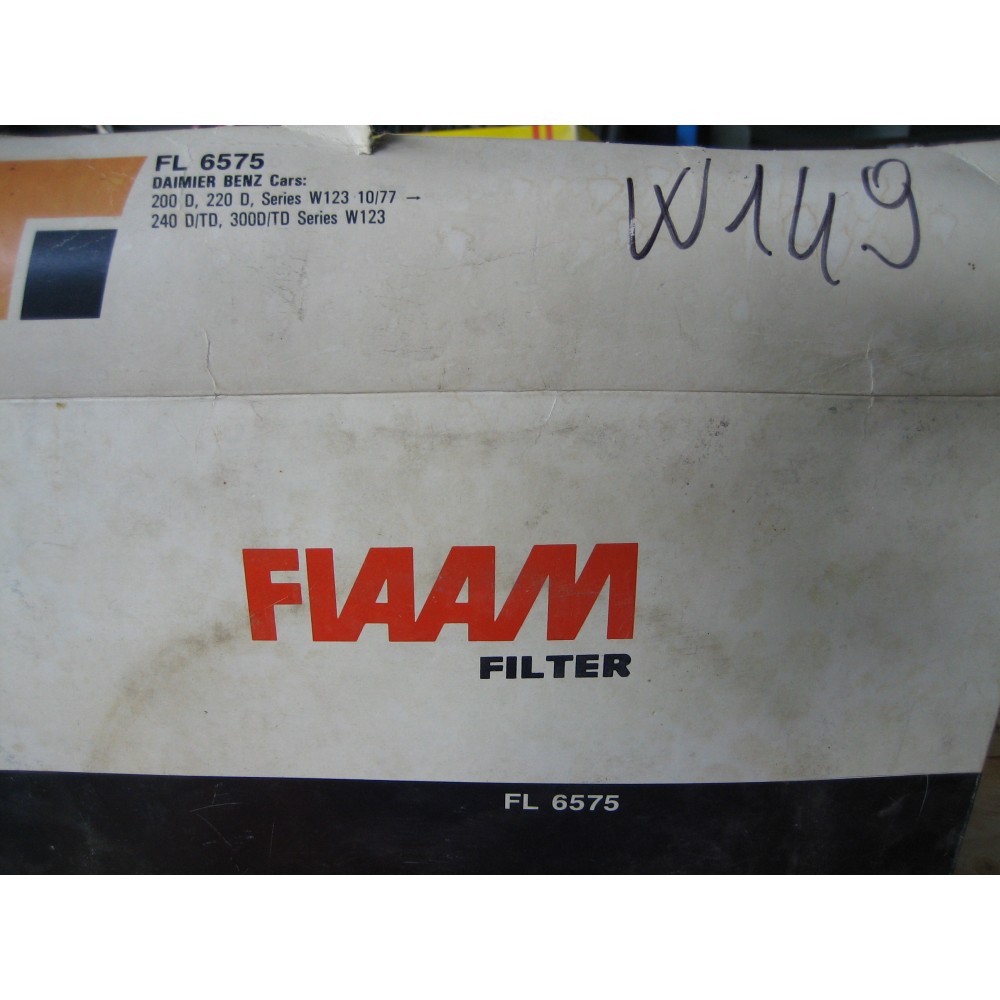 FL 6575
DAIMIER BENZ Cars:
200 D, 220 D, Series W123 10/77 →
240 D/TD, 300D/TD Series W123
W149
FIAAM
FILTER
FL 6575